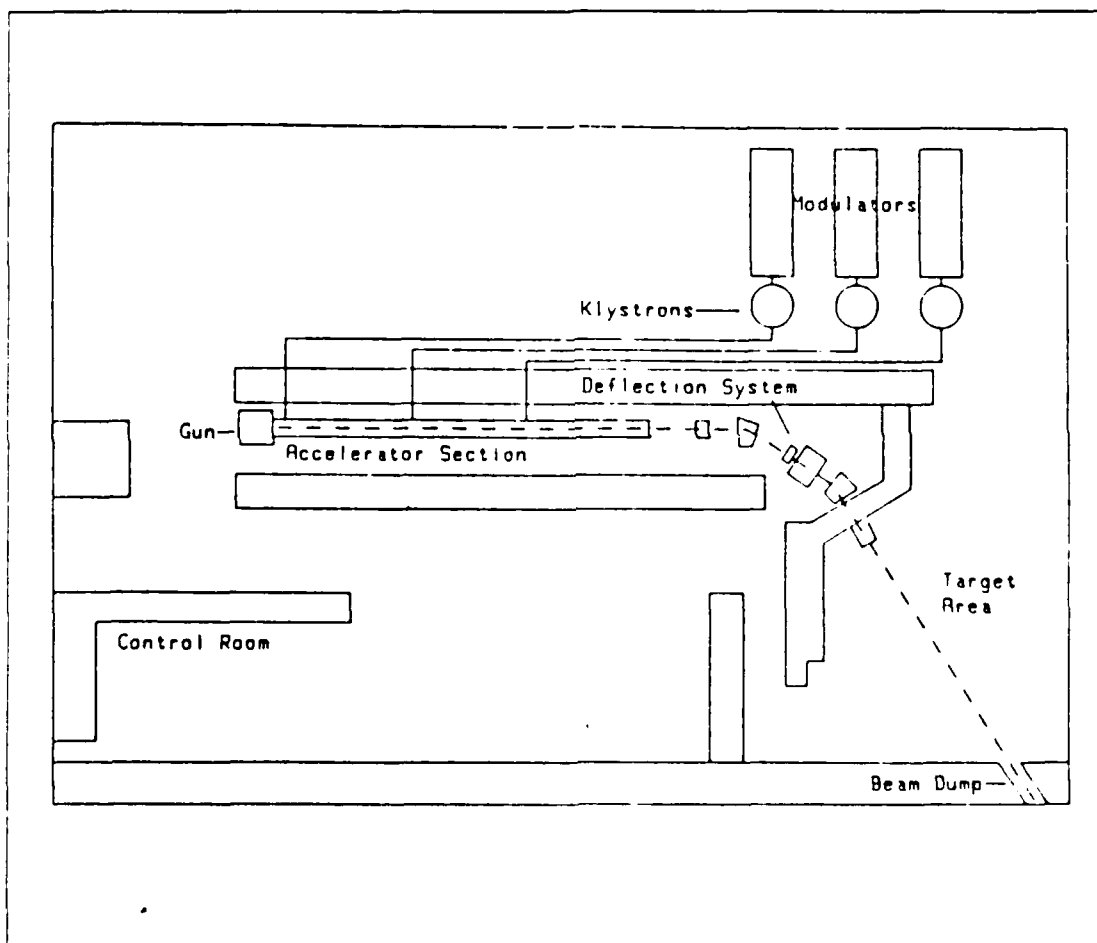 Modulators
Klystrons
Deflection System
Gun
Accelerator Section
Target
Area
Control Room
Beam Dump